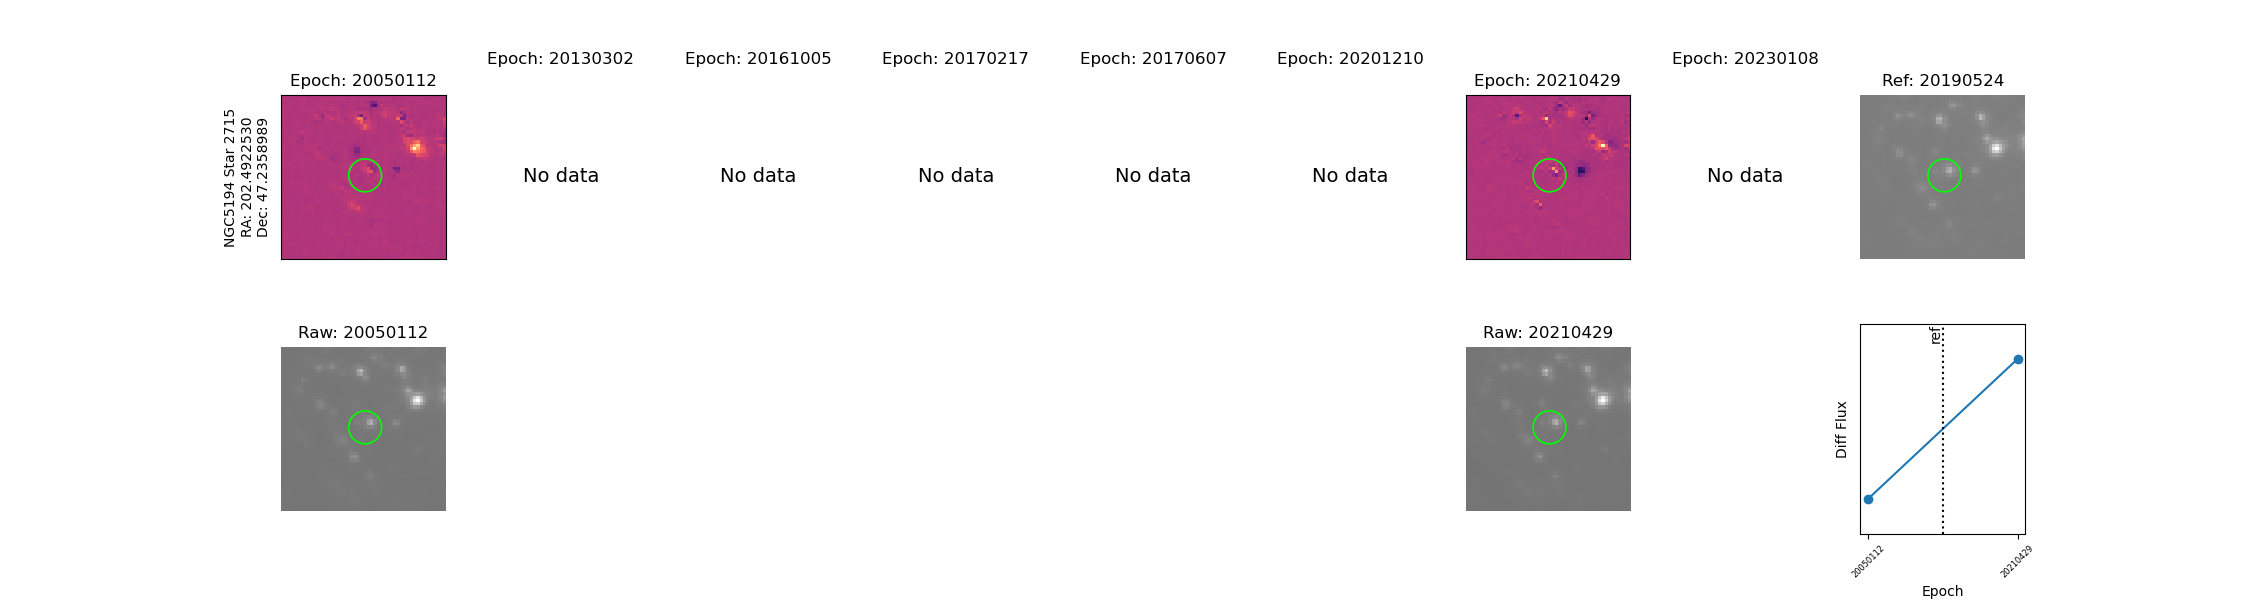 Epoch: 20050112
Epoch: 20130302
Epoch: 20161005
Epoch: 20170217
Epoch: 20170607
Epoch: 20201210
Epoch: 20210429
Epoch: 20230108
Ref: 20190524
NGC5194 Star 2715
RA: 202.4922530
Dec: 47.2358989
No data
No data
No data
No data
No data
No data
Raw: 20050112
Raw: 20210429
ref
Diff Flux
20050112
20210429
Epoch